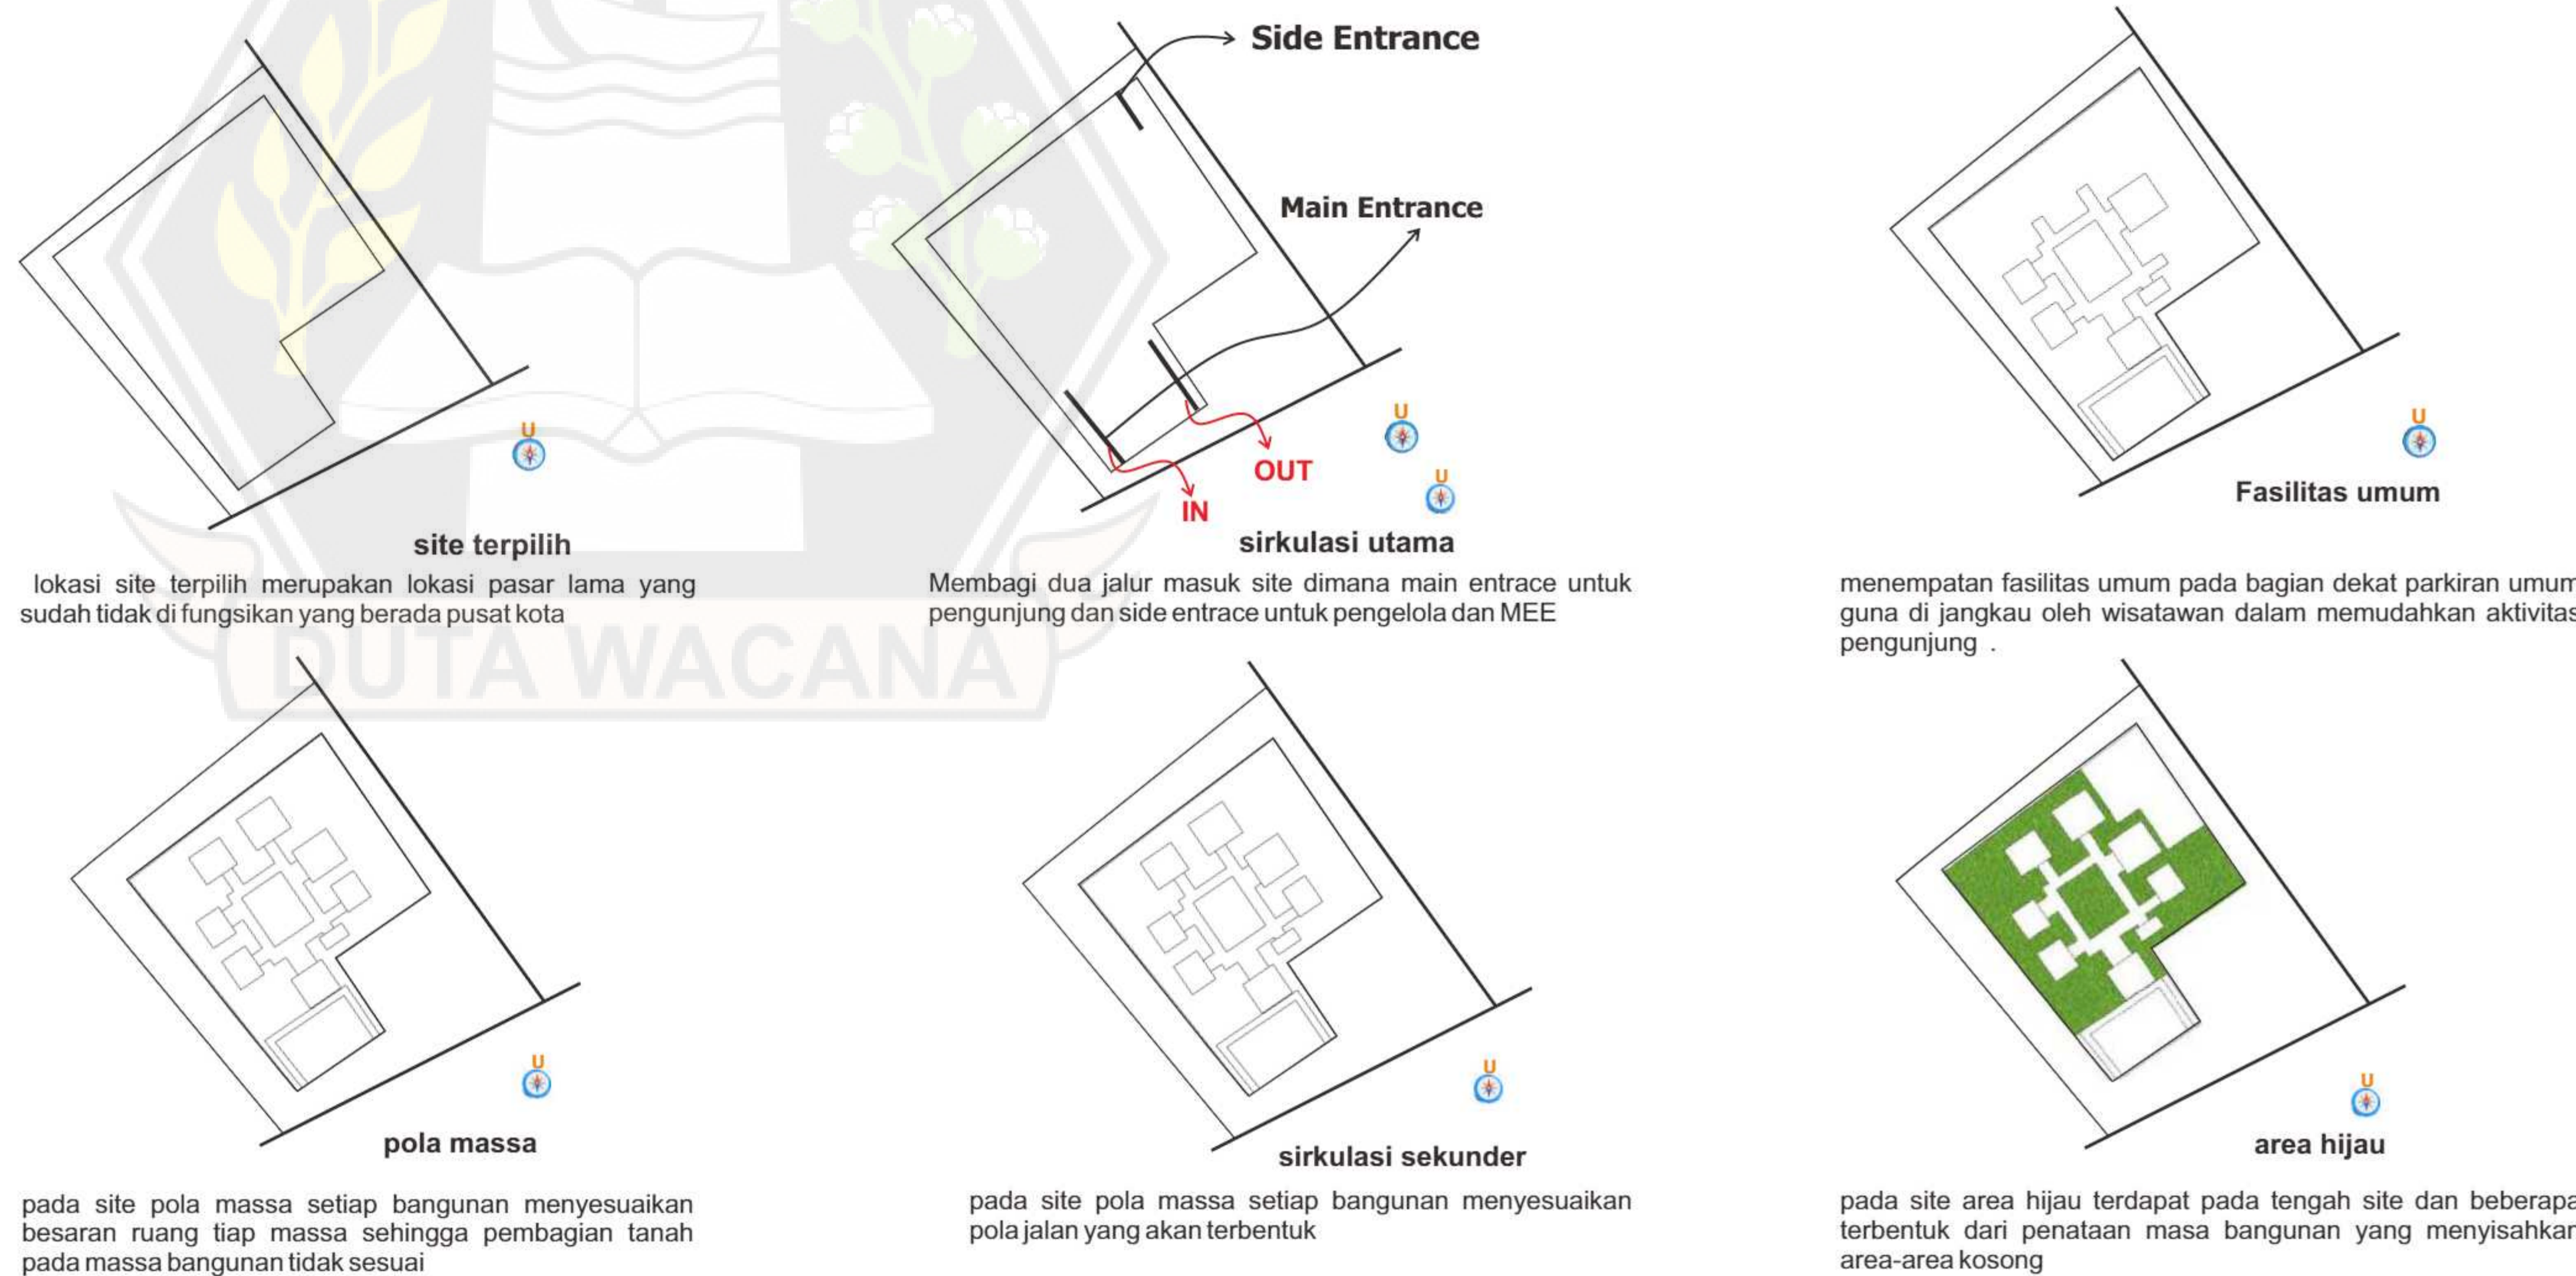 Side Entrance
Main Entrance
U
OUT
IN
U
U
site terpilih
lokasi site terpilih merupakan lokasi pasar lama yang
sudah tidak di fungsikan yang berada pusat kota
sirkulasi utama
Membagi dua jalur masuk site dimana main entrace untuk
pengunjung dan side entrace untuk pengelola dan MEE
U
Fasilitas umum
menempatan fasilitas umum pada bagian dekat parkiran umum
guna di jangkau oleh wisatawan dalam memudahkan aktivitas
pengunjung .
DUTA WACANA
U
pola massa
pada site pola massa setiap bangunan menyesuaikan
besaran ruang tiap massa sehingga pembagian tanah
pada massa bangunan tidak sesuai
U
sirkulasi sekunder
pada site pola massa setiap bangunan menyesuaikan
pola jalan yang akan terbentuk
U
area hijau
pada site area hijau terdapat pada tengah site dan beberapa
terbentuk dari penataan masa bangunan yang menyisahkan
area-area kosong